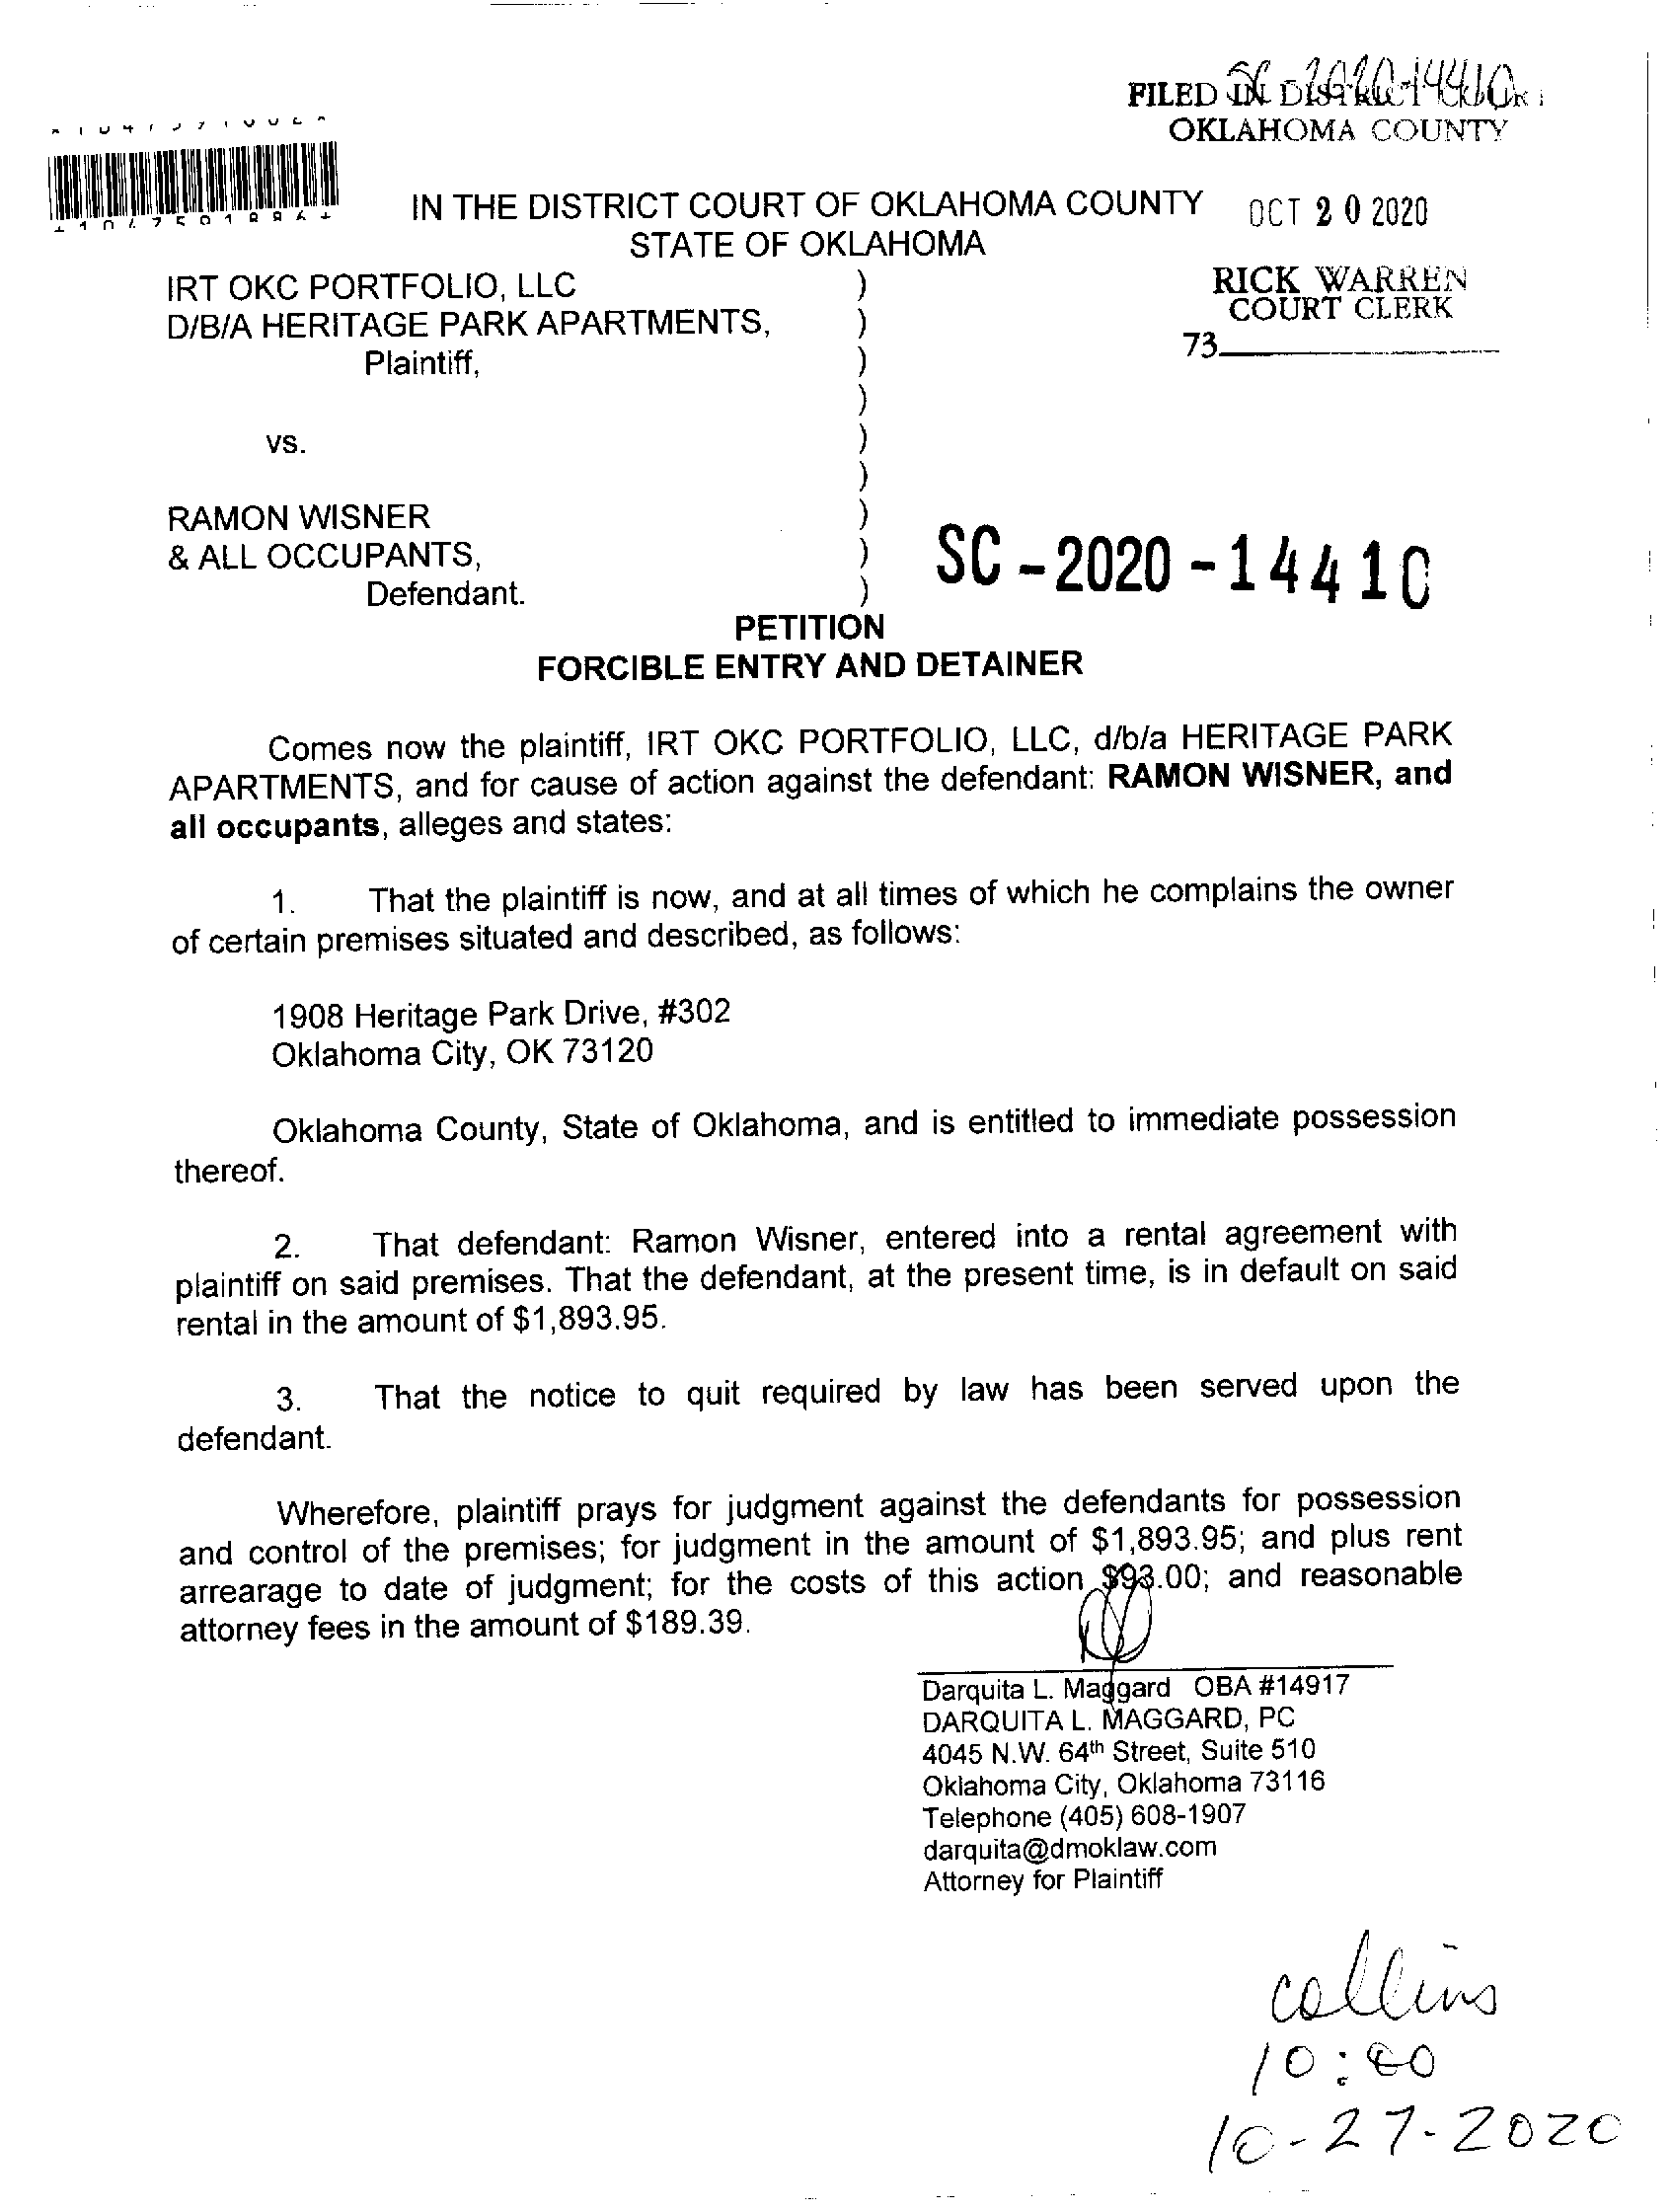 FILED IN DISTRICT COURT
SC-2020-14410
OKLAHOMA COUNTY
IN THE DISTRICT COURT OF OKLAHOMA COUNTY
OCT 20 2020
STATE OF OKLAHOMA
IRT OKC PORTFOLIO, LLC )
RICK WARREN
COURT CLERK
D/B/A HERITAGE PARK APARTMENTS, )
73
Plaintiff, )
)
vs. )
)
RAMON WISNER )
& ALL OCCUPANTS, )
SC-2020-14410
Defendant. )
PETITION
FORCIBLE ENTRY AND DETAINER
Comes now the plaintiff, IRT OKC PORTFOLIO, LLC, d/b/a HERITAGE PARK
APARTMENTS, and for cause of action against the defendant: RAMON WISNER, and
all occupants, alleges and states:
1. That the plaintiff is now, and at all times of which he complains the owner
of certain premises situated and described, as follows:
1908 Heritage Park Drive, #302
Oklahoma City, OK 73120
Oklahoma County, State of Oklahoma, and is entitled to immediate possession
thereof.
2. That defendant: Ramon Wisner, entered into a rental agreement with
plaintiff on said premises. That the defendant, at the present time, is in default on said
rental in the amount of $1,893.95.
3. That the notice to quit required by law has been served upon the
defendant.
Wherefore, plaintiff prays for judgment against the defendants for possession
and control of the premises; for judgment in the amount of $1,893.95; and plus rent
arrearage to date of judgment; for the costs of this action $93.00; and reasonable
attorney fees in the amount of $189.39.
Darquita L. Maggard OBA #14917
DARQUITA L. MAGGARD, PC
4045 N.W. 64th Street, Suite 510
Oklahoma City, Oklahoma 73116
Telephone (405) 608-1907
darquita@dmoklaw.com
Attorney for Plaintiff
collins
10:00
10-27-2020